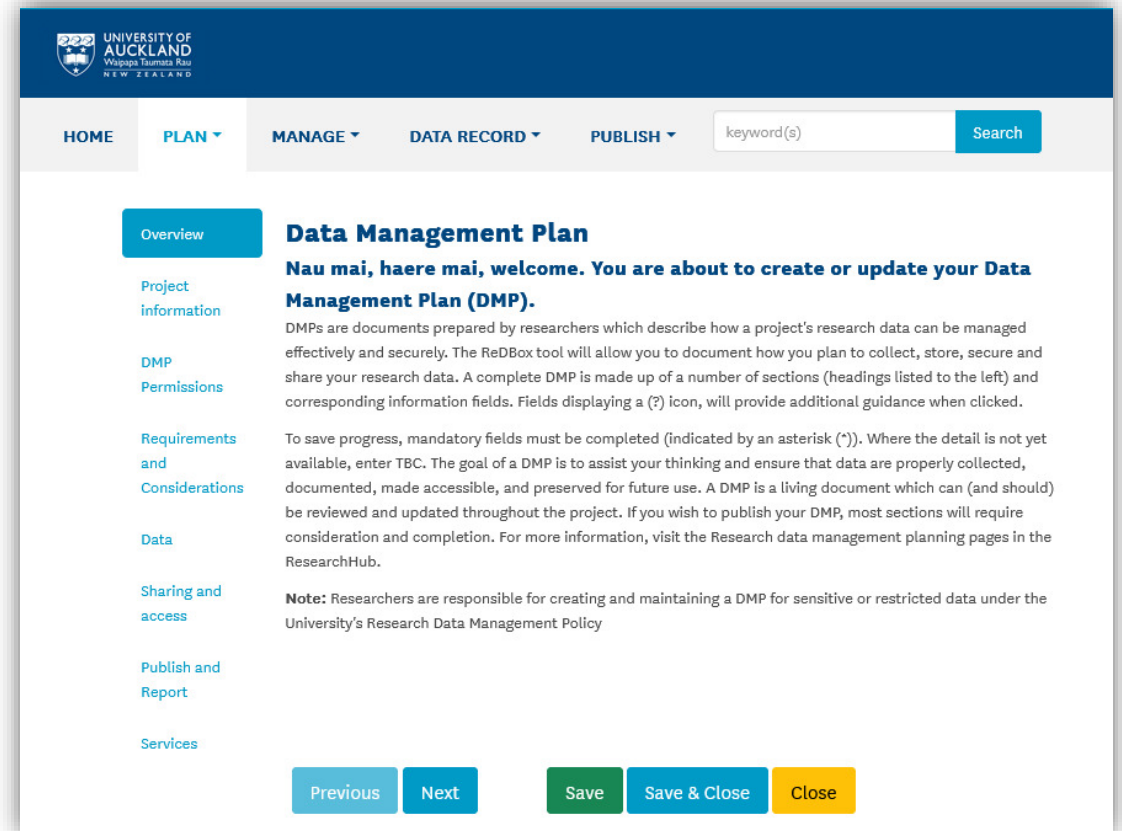 UNIVERSITY OF
AUCKLAND
Waipapa Taumata Rau
NEW ZEALAND
HOME
PLAN
MANAGE
DATA RECORD
PUBLISH
keyword(s)
Search
Overview
Project
information
DMP
Permissions
Requirements
and
Considerations
Data
Sharing and
access
Publish and
Report
Services
Data Management Plan
Nau mai, haere mai, welcome. You are about to create or update your Data
Management Plan (DMP).
DMPs are documents prepared by researchers which describe how a project's research data can be managed
effectively and securely. The ReDBox tool will allow you to document how you plan to collect, store, secure and
share your research data. A complete DMP is made up of a number of sections (headings listed to the left) and
corresponding information fields. Fields displaying a (?) icon, will provide additional guidance when clicked.
To save progress, mandatory fields must be completed (indicated by an asterisk (*)). Where the detail is not yet
available, enter TBC. The goal of a DMP is to assist your thinking and ensure that data are properly collected,
documented, made accessible, and preserved for future use. A DMP is a living document which can (and should)
be reviewed and updated throughout the project. If you wish to publish your DMP, most sections will require
consideration and completion. For more information, visit the Research data management planning pages in the
ResearchHub.
Note: Researchers are responsible for creating and maintaining a DMP for sensitive or restricted data under the
University's Research Data Management Policy
Previous
Next
Save
Save & Close
Close